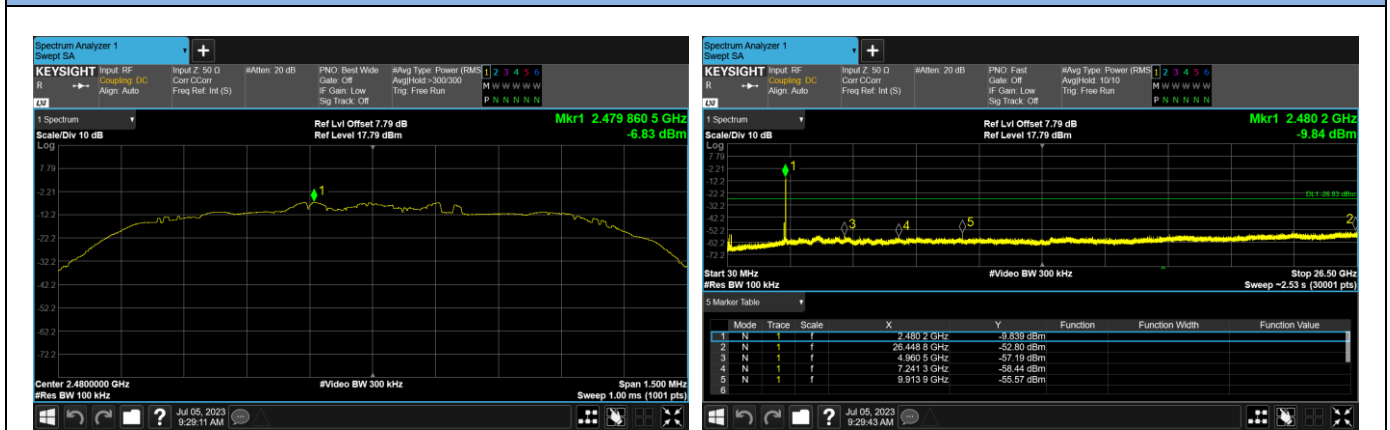 Spectrum Analyzer 1
Swept SA
+
KEYSIGHT
R
LXI
Input: RF
Coupling: DC
Align: Auto
Input Z: 50 Ω
Corr CCorr
Freq Ref: Int (S)
#Atten: 20 dB
PNO: Best Wide
Gate: Off
IF Gain: Low
Sig Track: Off
#Avg Type: Power (RMS
Avg|Hold:>300/300
Trig: Free Run
1 2 3 4 5 6
M W W W W W
P N N N N N
1 Spectrum
Scale/Div 10 dB
Log
Ref Lvl Offset 7.79 dB
Ref Level 17.79 dBm
Mkr1 2.479 860 5 GHz
-6.83 dBm
7.79
-2.21
-12.2
-22.2
-32.2
-42.2
-52.2
-62.2
-72.2
1
Center 2.4800000 GHz
#Res BW 100 kHz
#Video BW 300 kHz
Span 1.500 MHz
Sweep 1.00 ms (1001 pts)
?
Jul 05, 2023
9:29:11 AM
Spectrum Analyzer 1
Swept SA
+
KEYSIGHT
R
LXI
Input: RF
Coupling: DC
Align: Auto
Input Z: 50 Ω
Corr CCorr
Freq Ref: Int (S)
#Atten: 20 dB
PNO: Fast
Gate: Off
IF Gain: Low
Sig Track: Off
#Avg Type: Power (RMS
Avg|Hold: 10/10
Trig: Free Run
1 2 3 4 5 6
M W W W W W
P N N N N N
1 Spectrum
Scale/Div 10 dB
Log
Ref Lvl Offset 7.79 dB
Ref Level 17.79 dBm
Mkr1 2.480 2 GHz
-9.84 dBm
7.79
-2.21
-12.2
-22.2
-32.2
-42.2
-52.2
-62.2
-72.2
1
DL1 -26.83 dBm
3
4
5
2
Start 30 MHz
#Res BW 100 kHz
#Video BW 300 kHz
Stop 26.50 GHz
Sweep ~2.53 s (30001 pts)
5 Marker Table
Mode Trace Scale X Y Function Function Width Function Value
1 N 1 f 2.480 2 GHz -9.839 dBm
2 N 1 f 26.448 8 GHz -52.80 dBm
3 N 1 f 4.960 5 GHz -57.19 dBm
4 N 1 f 7.241 3 GHz -58.44 dBm
5 N 1 f 9.913 9 GHz -55.57 dBm
6
?
Jul 05, 2023
9:29:43 AM